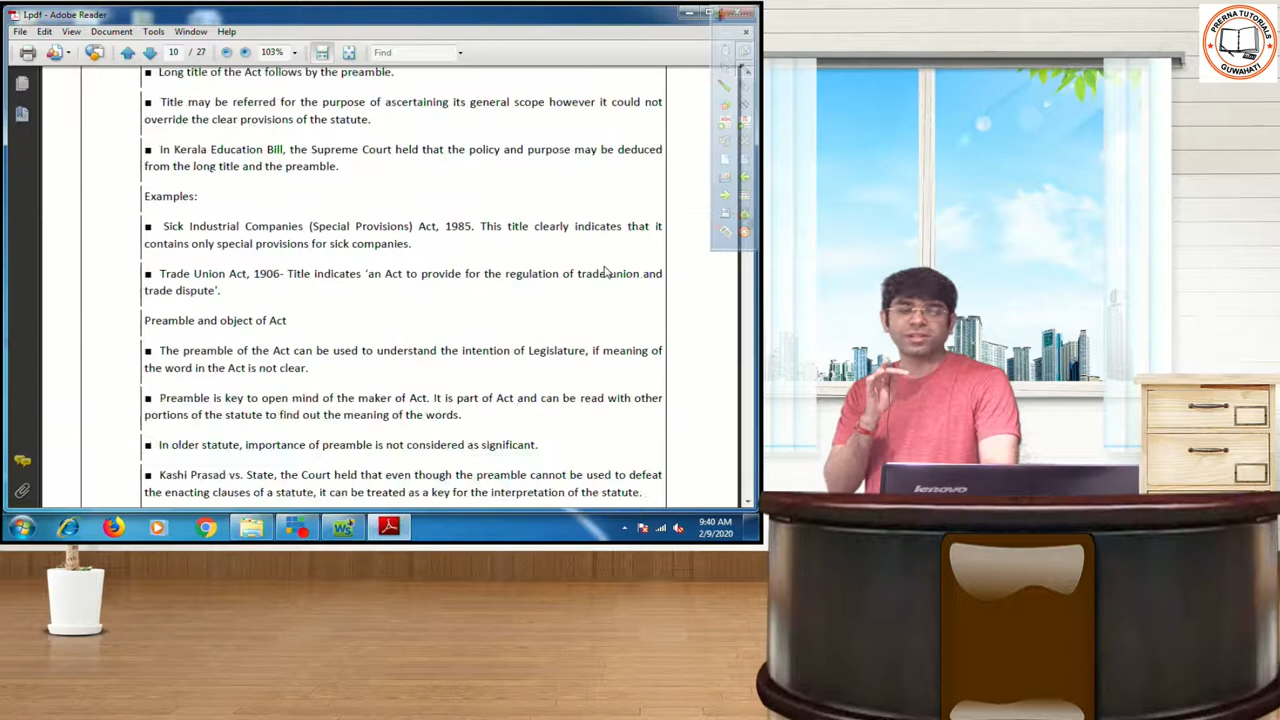 1.pdf - Adobe Reader
File Edit View Document Tools Window Help
10 / 27 103% Find
Long title of the Act follows by the preamble.
Title may be referred for the purpose of ascertaining its general scope however it could not
override the clear provisions of the statute.
In Kerala Education Bill, the Supreme Court held that the policy and purpose may be deduced
from the long title and the preamble.
Examples:
Sick Industrial Companies (Special Provisions) Act, 1985. This title clearly indicates that it
contains only special provisions for sick companies.
Trade Union Act, 1906- Title indicates ‘an Act to provide for the regulation of trade union and
trade dispute’.
Preamble and object of Act
The preamble of the Act can be used to understand the intention of Legislature, if meaning of
the word in the Act is not clear.
Preamble is key to open mind of the maker of Act. It is part of Act and can be read with other
portions of the statute to find out the meaning of the words.
In older statute, importance of preamble is not considered as significant.
Kashi Prasad vs. State, the Court held that even though the preamble cannot be used to defeat
the enacting clauses of a statute, it can be treated as a key for the interpretation of the statute.
9:40 AM
2/9/2020
PRERNA TUTORIALS
GUWAHATI
lenovo